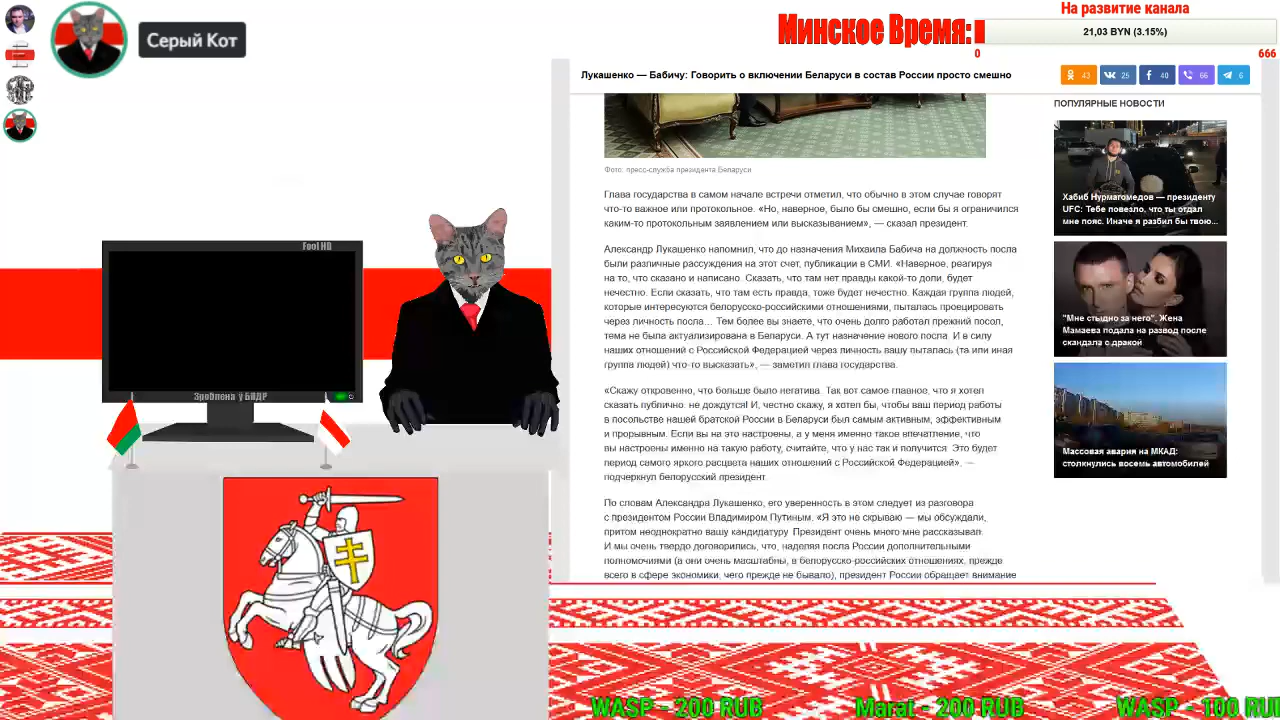 Серый Кот
Минское Время:
На развитие канала
21,03 BYN (3.15%)
0
666
Лукашенко — Бабичу: Говорить о включении Беларуси в состав России просто смешно
43
25
40
66
6
Фото: пресс-служба президента Беларуси
Глава государства в самом начале встречи отметил, что обычно в этом случае говорят
что-то важное или протокольное. «Но, наверное, было бы смешно, если бы я ограничился
каким-то протокольным заявлением или высказыванием», — сказал президент.
Александр Лукашенко напомнил, что до назначения Михаила Бабича на должность посла
были различные рассуждения на этот счет, публикации в СМИ. «Наверное, реагируя
на то, что сказано и написано. Сказать, что там нет правды какой-то доли, будет
нечестно. Если сказать, что там есть правда, тоже будет нечестно. Каждая группа людей,
которые интересуются белорусско-российскими отношениями, пыталась проецировать
через личность посла... Тем более вы знаете, что очень долго работал прежний посол,
тема не была актуализирована в Беларуси. А тут назначение нового посла. И в силу
наших отношений с Российской Федерацией через личность вашу пытались (та или иная
группа людей) что-то высказать», — заметил глава государства.
«Скажу откровенно, что больше было негатива. Так вот самое главное, что я хотел
сказать публично: не дождутся! И, честно скажу, я хотел бы, чтобы ваш период работы
в посольстве нашей братской России в Беларуси был самым активным, эффективным
и прорывным. Если вы на это настроены, а у меня именно такое впечатление, что
вы настроены именно на такую работу, считайте, что у нас так и получится. Это будет
период самого яркого расцвета наших отношений с Российской Федерацией», —
подчеркнул белорусский президент.
По словам Александра Лукашенко, его уверенность в этом следует из разговора
с президентом России Владимиром Путиным. «Я это не скрываю — мы обсуждали,
притом неоднократно вашу кандидатуру. Президент очень много мне рассказывал.
И мы очень твердо договорились, что, наделяя посла России дополнительными
полномочиями (а они очень масштабны, в белорусско-российских отношениях, прежде
всего в сфере экономики, чего прежде не бывало), президент России обращает внимание
ПОПУЛЯРНЫЕ НОВОСТИ
Хабиб Нурмагомедов — президенту
UFC: Тебе повезло, что ты отдал
мне пояс. Иначе я разбил бы твою...
"Мне стыдно за него". Жена
Мамаева подала на развод после
скандала с дракой
Массовая авария на МКАД:
столкнулись восемь автомобилей
Fool HD
Зроблена ў БНДР
WASP - 200 RUB
Marat - 200 RUB
WASP - 100 RU